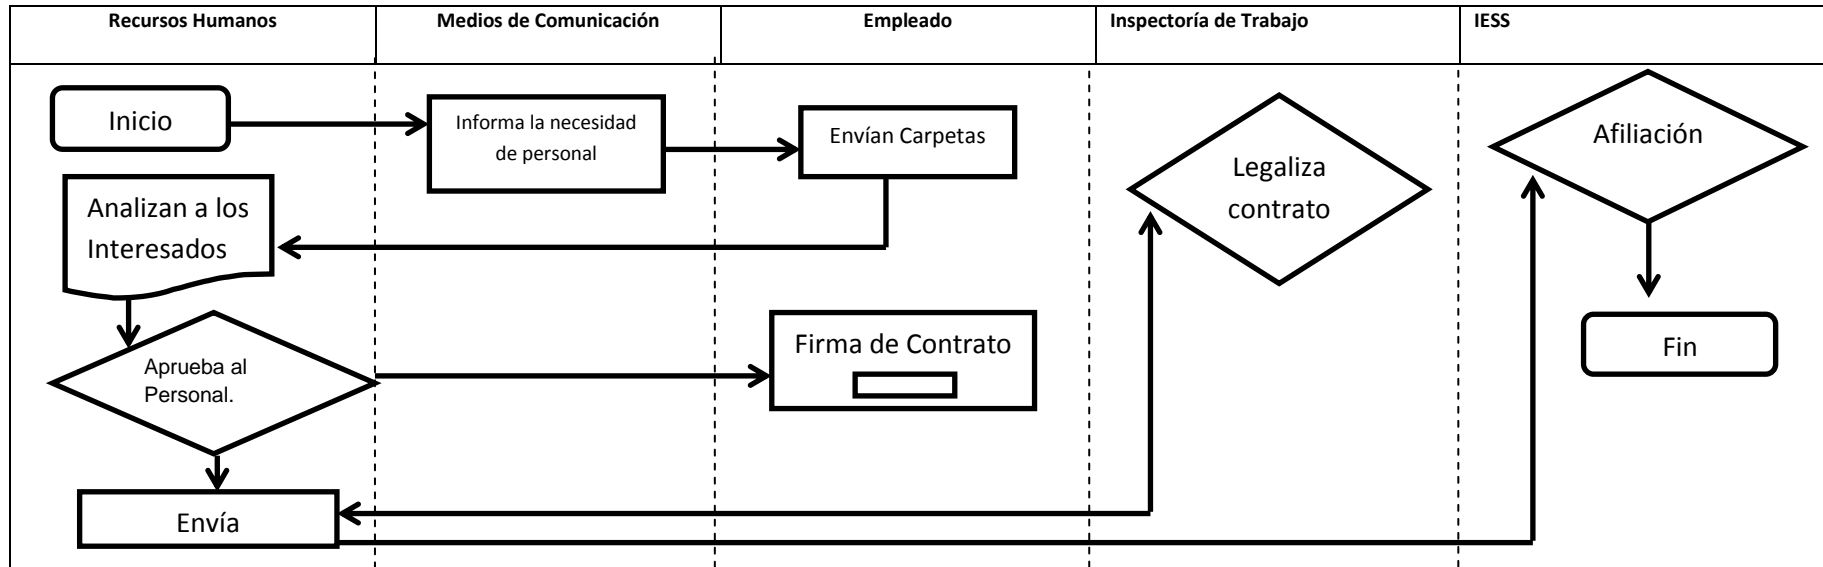 Recursos Humanos
Medios de Comunicación
Empleado
Inspectoría de Trabajo
IESS
Inicio
Informa la necesidad
de personal
Envían Carpetas
Legaliza
contrato
Afiliación
Analizan a los
Interesados
Aprueba al
Personal.
Firma de Contrato
Fin
Envía